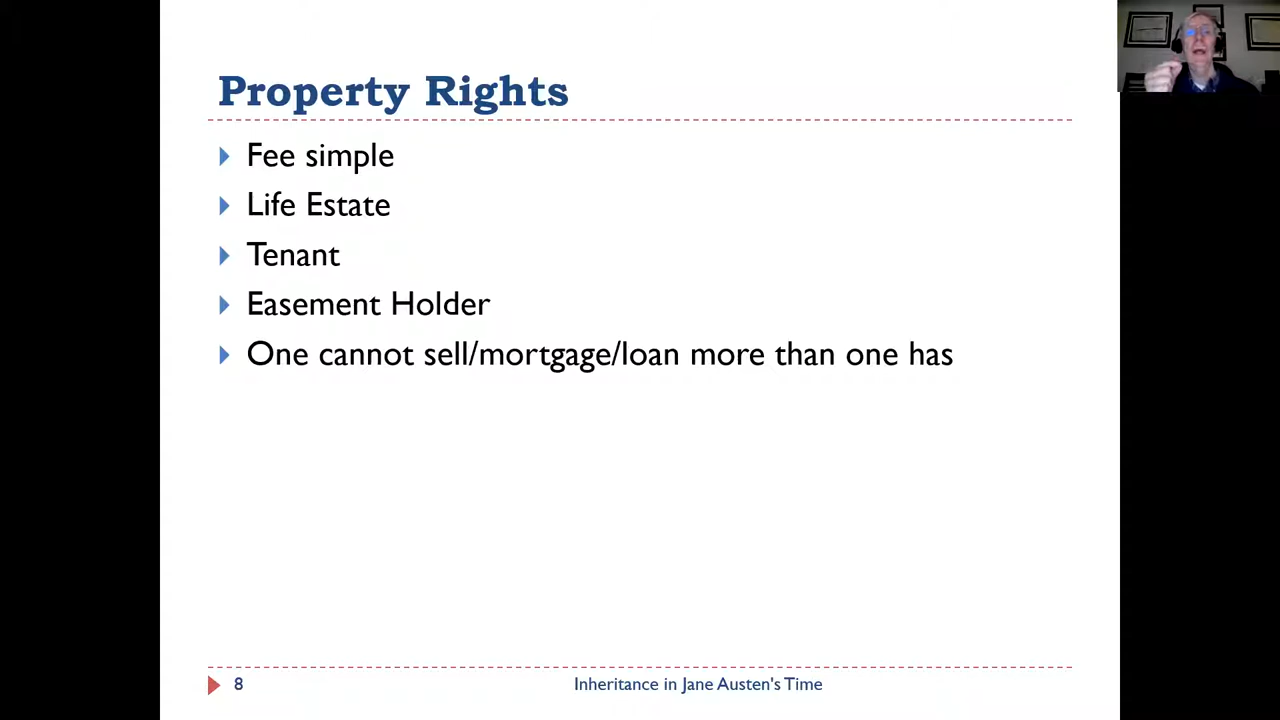 Property Rights
Fee simple
Life Estate
Tenant
Easement Holder
One cannot sell/mortgage/loan more than one has
8
Inheritance in Jane Austen's Time